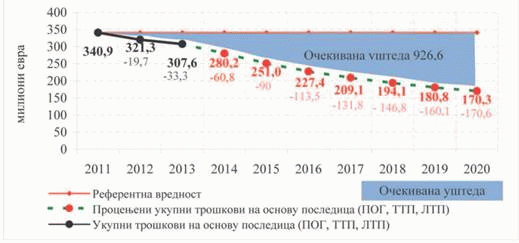 милиони евра
400
350
300
250
200
150
100
50
0
Очекивана уштеда 926,6
340,9 321,3 307,6 280,2 251,0 227,4 209,1 194,1 180,8 170,3
-19,7 -33,3 -60,8 -90 -113,5 -131,8 -146,8 -160,1 -170,6
2011 2012 2013 2014 2015 2016 2017 2018 2019 2020
Референтна вредност
Очекивана уштеда
Процењени укупни трошкови на основу последица (ПОГ, ТТП, ЛТП)
Укупни трошкови на основу последица (ПОГ, ТТП, ЛТП)